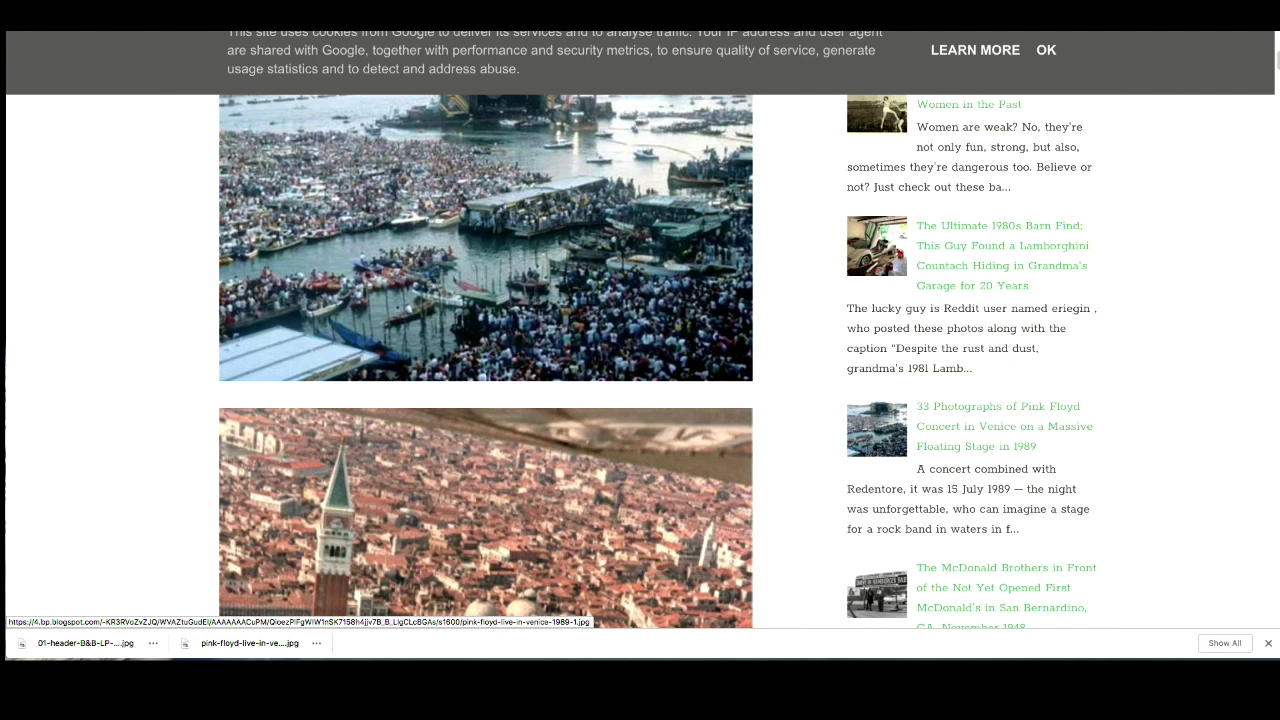 This site uses cookies from Google to deliver its services and to analyse traffic. Your IP address and user agent
are shared with Google, together with performance and security metrics, to ensure quality of service, generate
usage statistics and to detect and address abuse.
LEARN MORE OK
Women in the Past
Women are weak? No, they're
not only fun, strong, but also,
sometimes they're dangerous too. Believe or
not? Just check out these ba...
The Ultimate 1980s Barn Find:
This Guy Found a Lamborghini
Countach Hiding in Grandma's
Garage for 20 Years
The lucky guy is Reddit user named eriegin ,
who posted these photos along with the
caption “Despite the rust and dust,
grandma's 1981 Lamb...
33 Photographs of Pink Floyd
Concert in Venice on a Massive
Floating Stage in 1989
A concert combined with
Redentore, it was 15 July 1989 — the night
was unforgettable, who can imagine a stage
for a rock band in waters in f...
The McDonald Brothers in Front
of the Not Yet Opened First
McDonald's in San Bernardino,
CA, November 1948
01-header-B&B-LP-....jpg
pink-floyd-live-in-ve....jpg
Show All